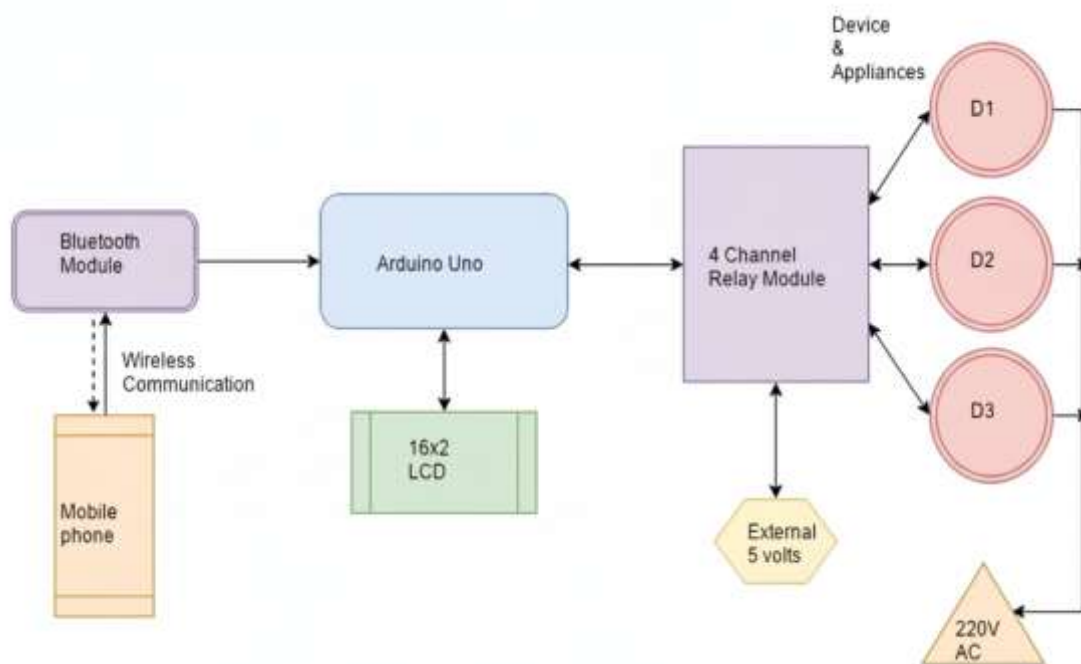 Device
&
Appliances
D1
Bluetooth
Module
Arduino Uno
4 Channel
Relay Module
D2
Wireless
Communication
D3
16x2
LCD
Mobile
phone
External
5 volts
220V
AC